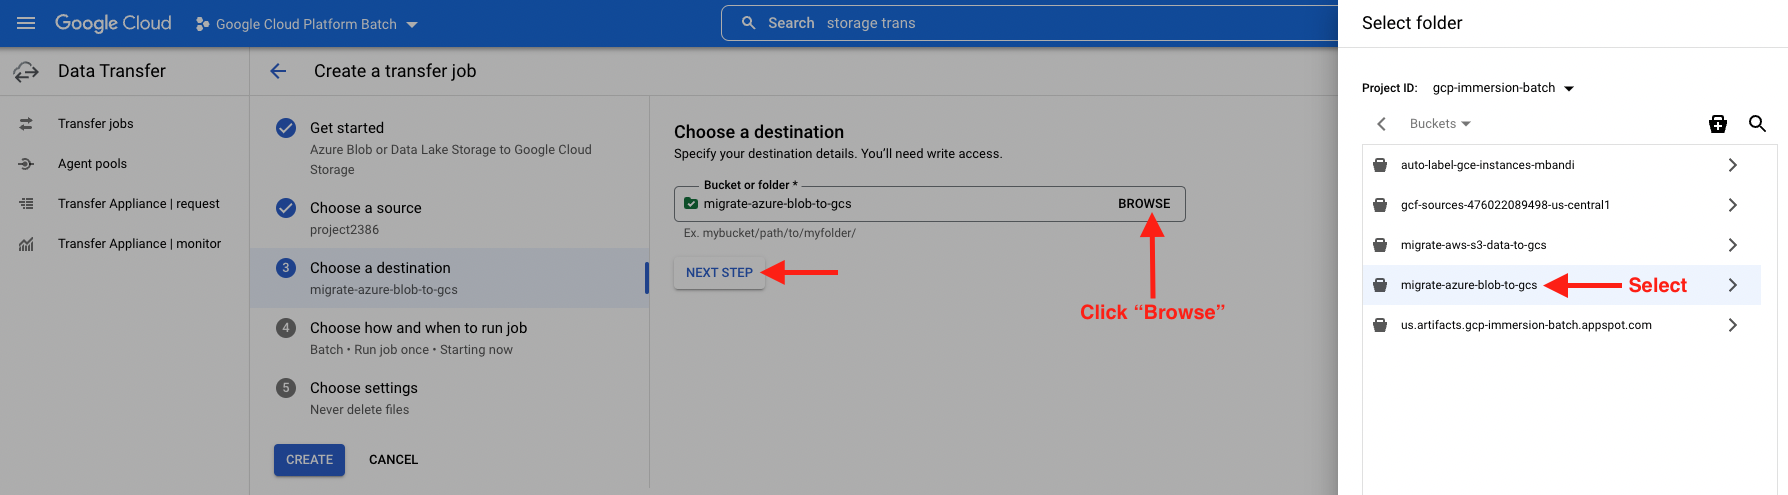 Google Cloud
Google Cloud Platform Batch
Search storage trans
Data Transfer
Transfer jobs
Agent pools
Transfer Appliance | request
Transfer Appliance | monitor
Create a transfer job
Get started
Azure Blob or Data Lake Storage to Google Cloud
Storage
Choose a source
project2386
3 Choose a destination
migrate-azure-blob-to-gcs
4 Choose how and when to run job
Batch • Run job once • Starting now
5 Choose settings
Never delete files
CREATE CANCEL
Choose a destination
Specify your destination details. You’ll need write access.
Bucket or folder *
migrate-azure-blob-to-gcs BROWSE
Ex. mybucket/path/to/myfolder/
NEXT STEP
Click “Browse”
Select folder
Project ID: gcp-immersion-batch
Buckets
auto-label-gce-instances-mbandi
gcf-sources-476022089498-us-central1
migrate-aws-s3-data-to-gcs
migrate-azure-blob-to-gcs Select
us.artifacts.gcp-immersion-batch.appspot.com